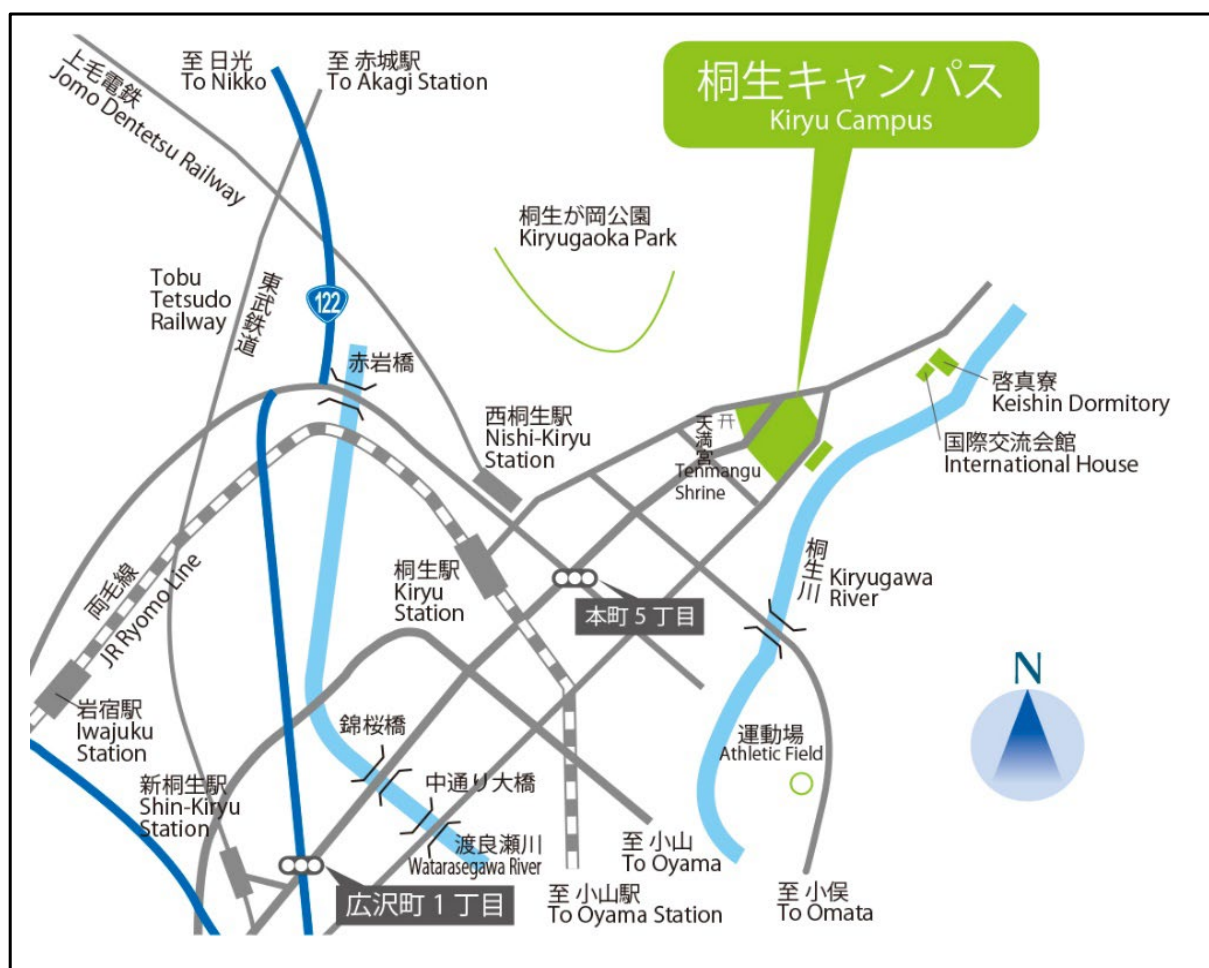 上毛電鉄
Jomo Dentetsu Railway
至 日光
To Nikko
至 赤城駅
To Akagi Station
桐生キャンパス
Kiryu Campus
桐生が岡公園
Kiryugaoka Park
Tobu
Tetsudo
Railway
東武鉄道
122
赤岩橋
西桐生駅
Nishi-Kiryu
Station
天満宮
Tenmangu
Shrine
啓真寮
Keishin Dormitory
国際交流会館
International House
両毛線
JR Ryomo Line
桐生駅
Kiryu
Station
本町 5 丁目
桐生川
Kiryugawa
River
N
岩宿駅
Iwajuku
Station
錦桜橋
運動場
Athletic Field
新桐生駅
Shin-Kiryu
Station
中通り大橋
渡良瀬川
Watarasegawa River
至 小山
To Oyama
広沢町 1 丁目
至 小山駅
To Oyama Station
至 小俣
To Omata